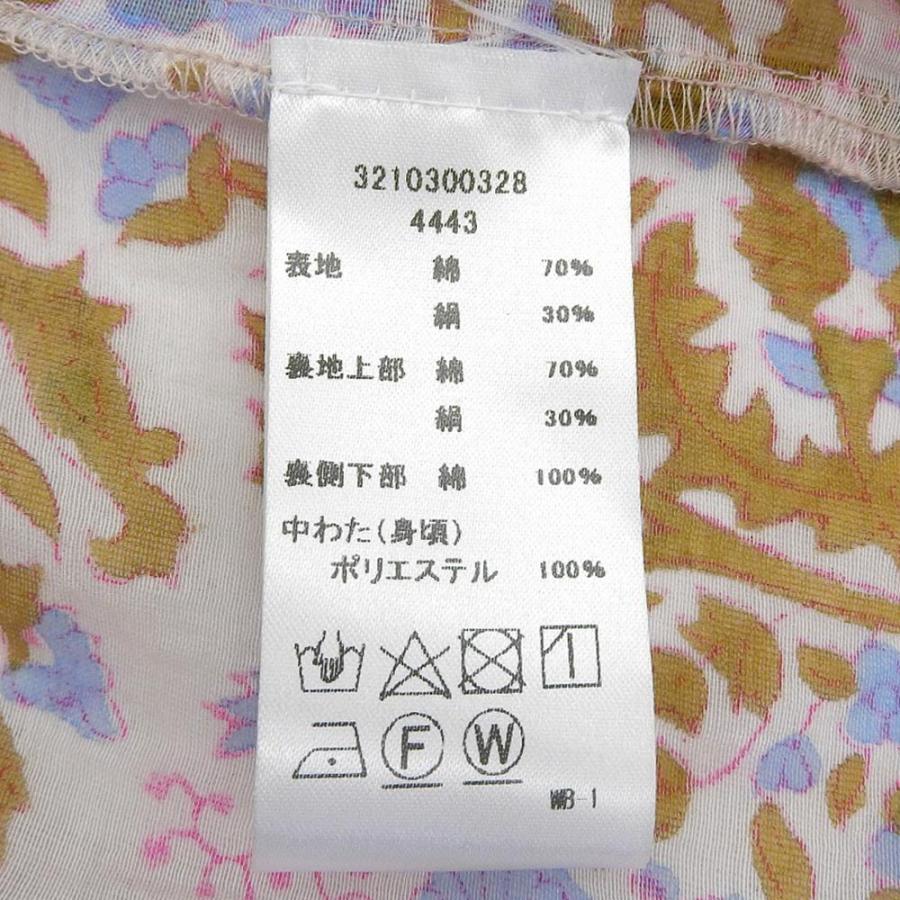 3210300328
4443
表地 綿 70%
絹 30%
裏地上部 綿 70%
絹 30%
裏側下部 綿 100%
中わた(身頃)
ポリエステル 100%
F W
WB-1